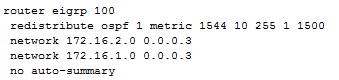 router eigrp 100
redistribute ospf 1 metric 1544 10 255 1 1500
network 172.16.2.0 0.0.0.3
network 172.16.1.0 0.0.0.3
no auto-summary